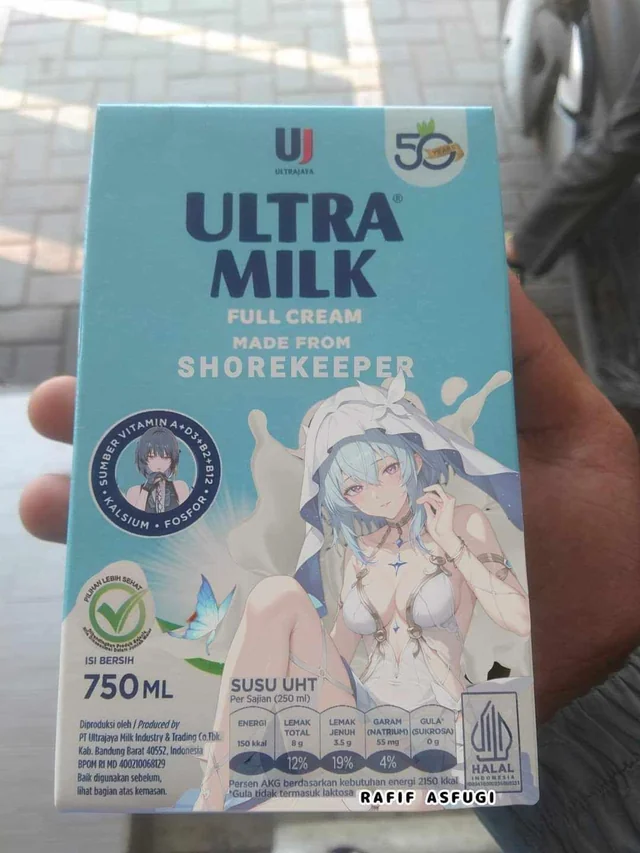 UJ
ULTRAJAYA
50
YEARS
ULTRA®
MILK
FULL CREAM
MADE FROM
SHOREKEEPER
SUMBER VITAMIN A+D3+B2+B12
• KALSIUM • FOSFOR •
PILIHAN LEBIH SEHAT
ISI BERSIH
750 ML
Diproduksi oleh / Produced by
PT Ultrajaya Milk Industry & Trading Co.Tbk.
Kab. Bandung Barat 40552, Indonesia
BPOM RI MD 400210068129
Baik digunakan sebelum,
lihat bagian atas kemasan.
SUSU UHT
Per Sajian (250 ml)
ENERGI
150 kkal
LEMAK
TOTAL
8 g
12%
LEMAK
JENUH
3.5 g
19%
GARAM
(NATRIUM)
55 mg
4%
GULA*
(SUKROSA)
0 g
Persen AKG berdasarkan kebutuhan energi 2150 kkal
*Gula tidak termasuk laktosa
HALAL
INDONESIA
RAFIF ASFUGI